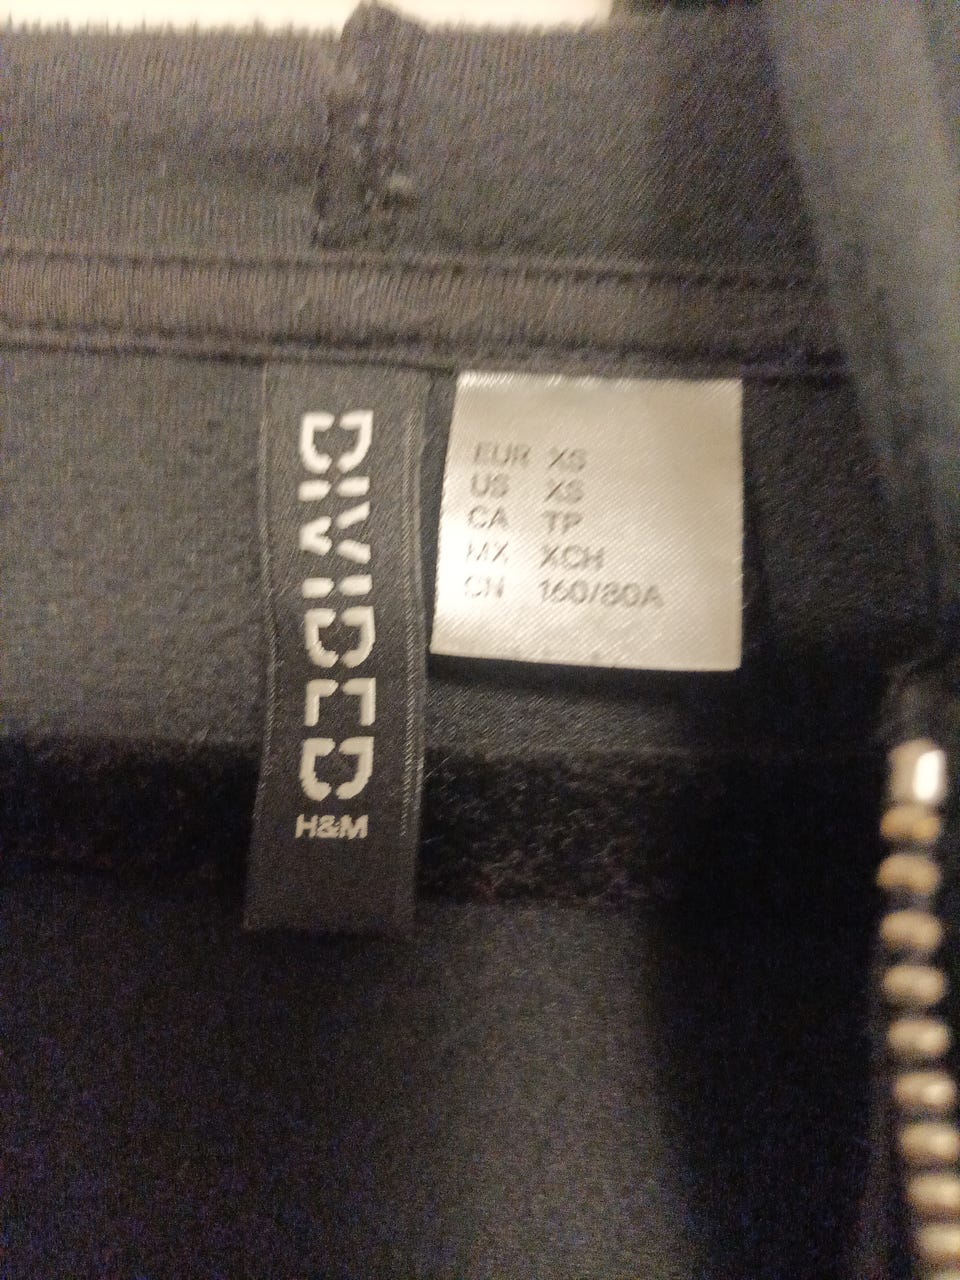 DIVIDED
H&M
EUR XS
US XS
CA TP
MX XCH
CN 160/80A